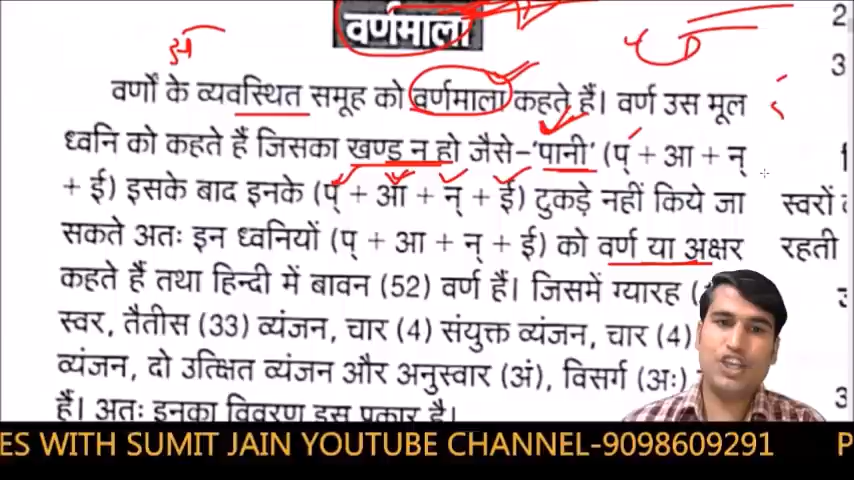 वर्णमाला
अ
वर्णों के व्यवस्थित समूह को वर्णमाला कहते हैं। वर्ण उस मूल
ध्वनि को कहते हैं जिसका खण्ड न हो जैसे-'पानी' (प् + आ + न्
+ ई) इसके बाद इनके (प् + आ + न् + ई) टुकड़े नहीं किये जा
सकते अतः इन ध्वनियों (प् + आ + न् + ई) को वर्ण या अक्षर
कहते हैं तथा हिन्दी में बावन (52) वर्ण हैं। जिसमें ग्यारह
स्वर, तैतीस (33) व्यंजन, चार (4) संयुक्त व्यंजन, चार (4)
व्यंजन, दो उत्क्षित व्यंजन और अनुस्वार (अं), विसर्ग (अः)
हैं। अतः इनका विवरण इस प्रकार है।
2
3
स्वरों
रहती
3
ES WITH SUMIT JAIN YOUTUBE CHANNEL-9098609291 P